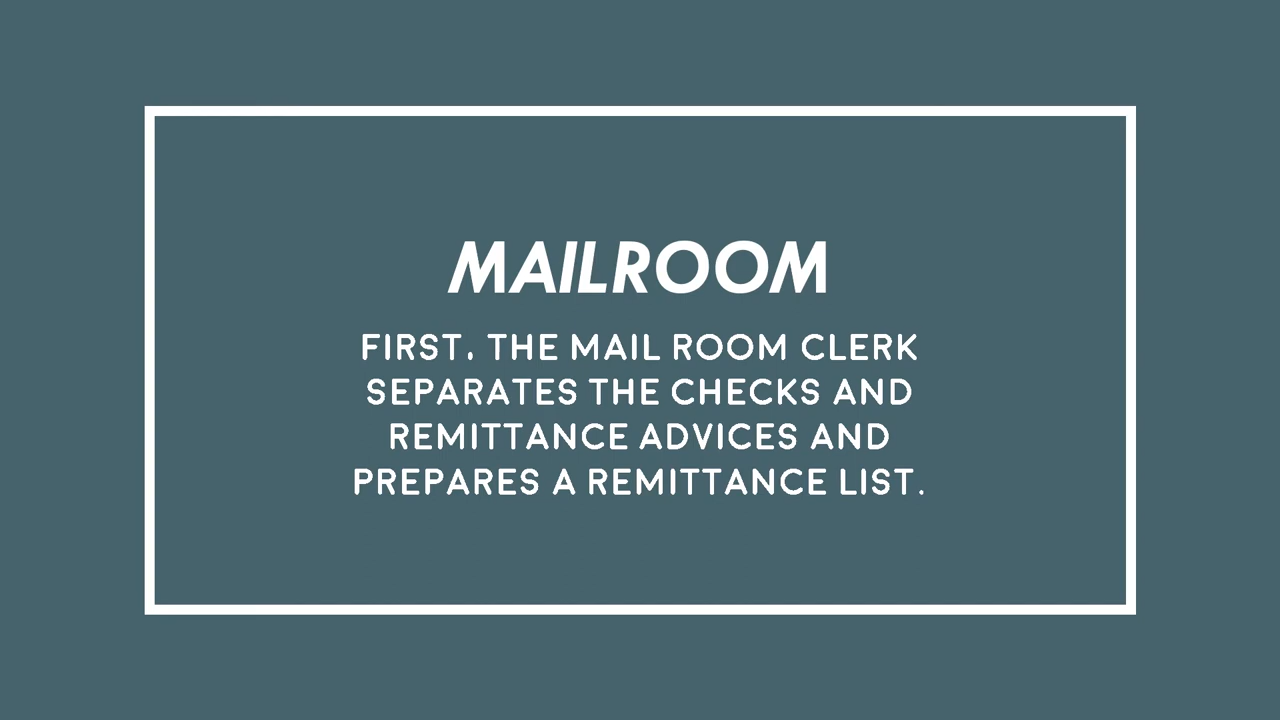 MAILROOM
FIRST, THE MAIL ROOM CLERK
SEPARATES THE CHECKS AND
REMITTANCE ADVICES AND
PREPARES A REMITTANCE LIST.